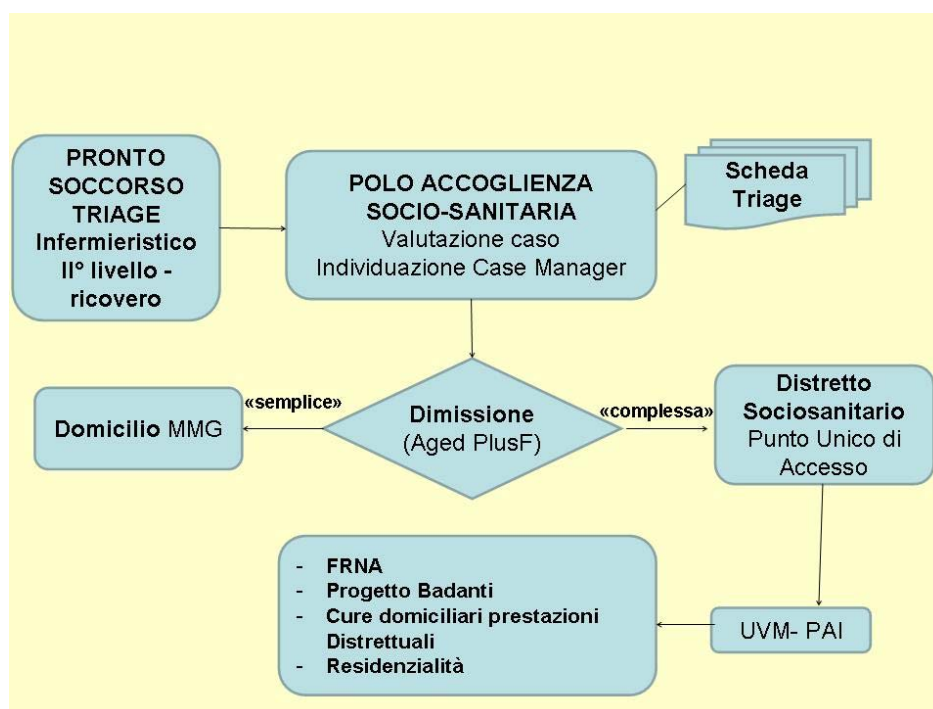 PRONTO
SOCCORSO
TRIAGE
Infermieristico
II° livello -
ricovero
POLO ACCOGLIENZA
SOCIO-SANITARIA
Valutazione caso
Individuazione Case Manager
Scheda
Triage
Domicilio MMG
«semplice»
Dimissione
(Aged PlusF)
«complessa»
Distretto
Sociosanitario
Punto Unico di
Accesso
- FRNA
- Progetto Badanti
- Cure domiciliari prestazioni
Distrettuali
- Residenzialità
UVM- PAI